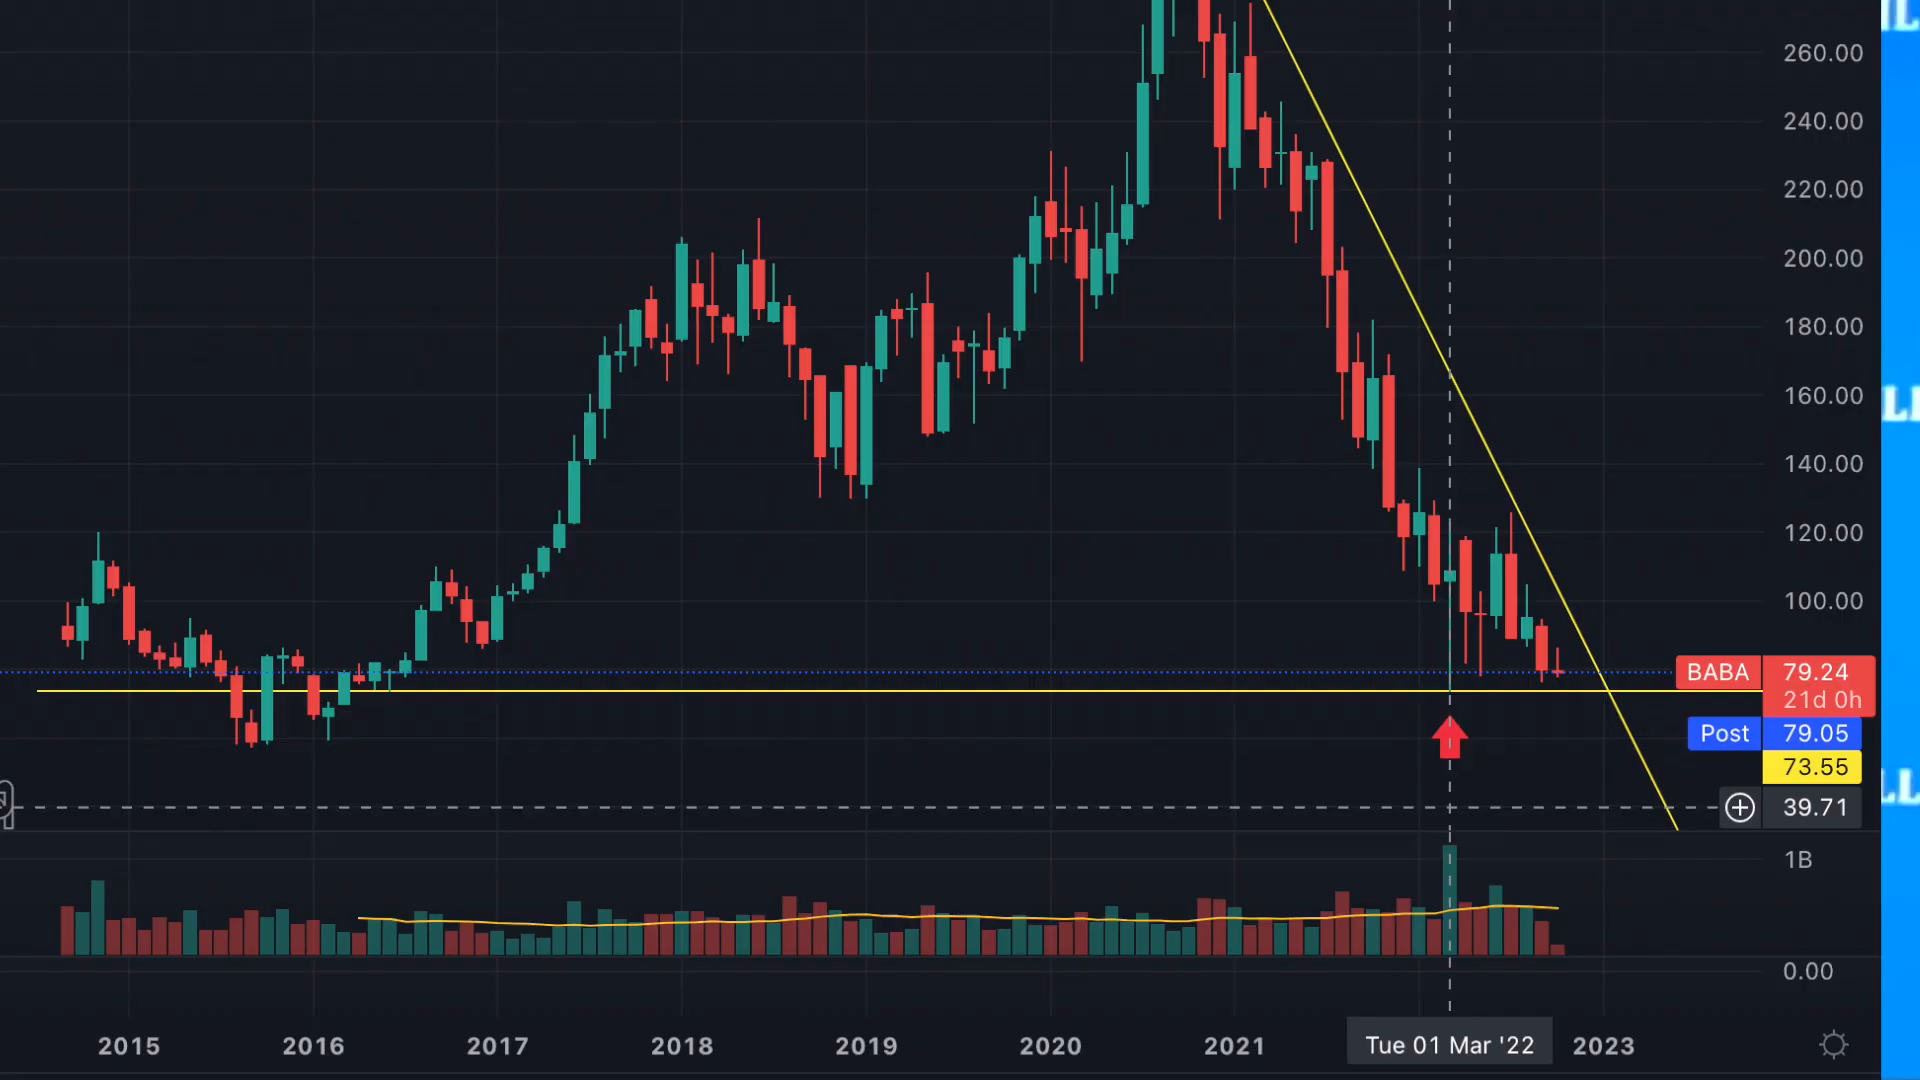 260.00
240.00
220.00
200.00
180.00
160.00
140.00
120.00
100.00
BABA 79.24
21d 0h
Post 79.05
73.55
39.71
1B
0.00
2015 2016 2017 2018 2019 2020 2021 Tue 01 Mar '22 2023